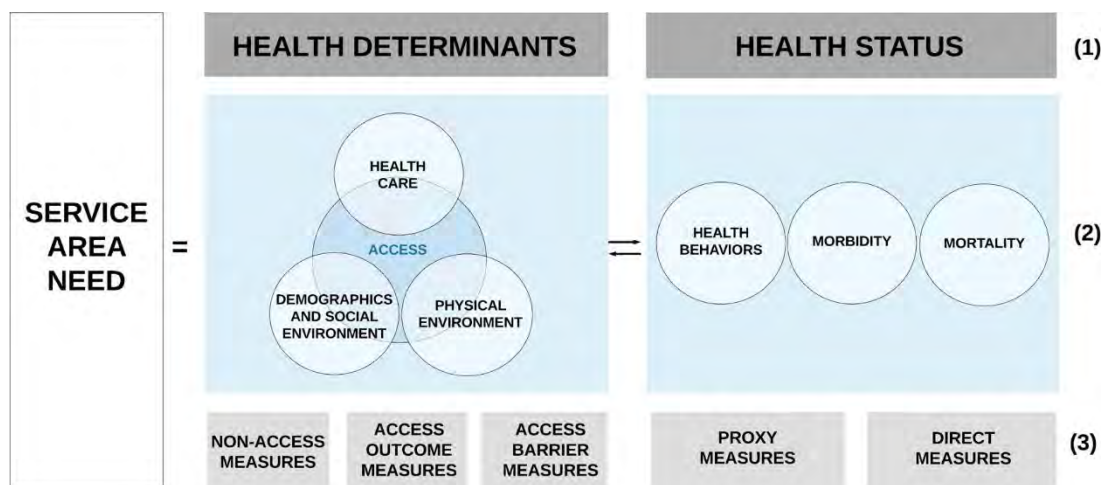 HEALTH DETERMINANTS
HEALTH STATUS
(1)
SERVICE
AREA
NEED
=
HEALTH
CARE
ACCESS
DEMOGRAPHICS
AND SOCIAL
ENVIRONMENT
PHYSICAL
ENVIRONMENT
HEALTH
BEHAVIORS
MORBIDITY
MORTALITY
(2)
NON-ACCESS
MEASURES
ACCESS
OUTCOME
MEASURES
ACCESS
BARRIER
MEASURES
PROXY
MEASURES
DIRECT
MEASURES
(3)